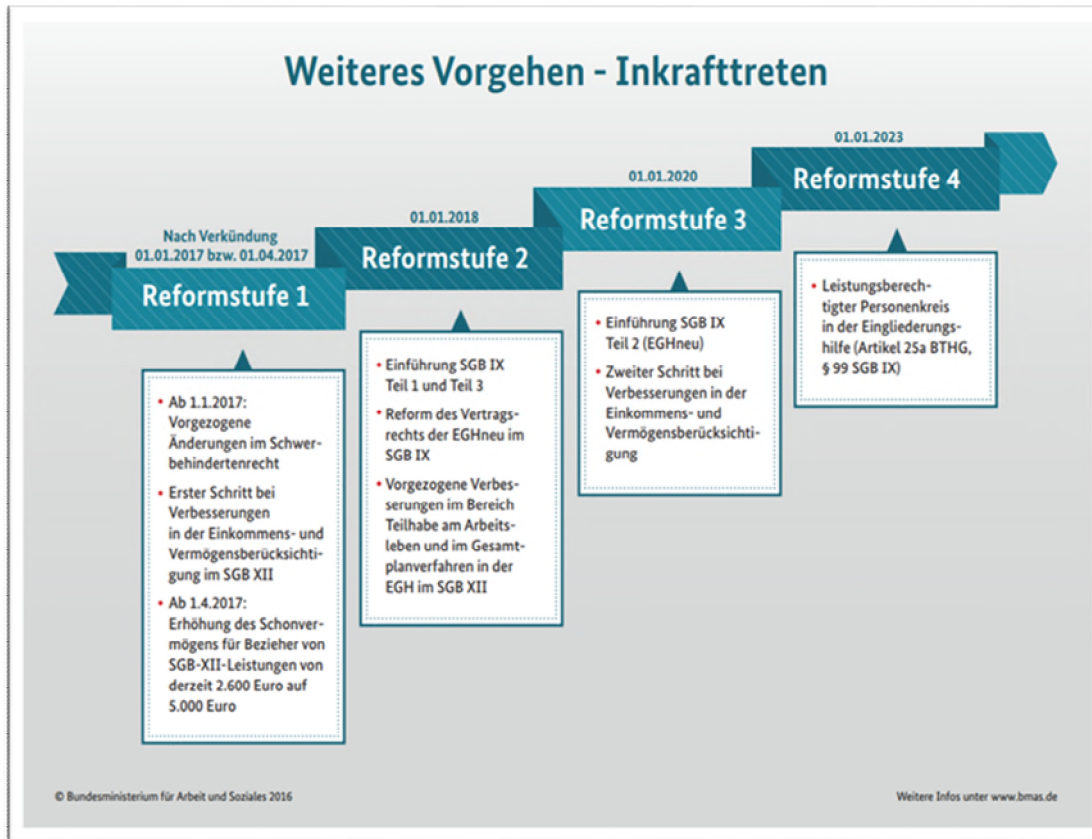 Weiteres Vorgehen - Inkrafttreten
Nach Verkündung
01.01.2017 bzw. 01.04.2017
Reformstufe 1
• Ab 1.1.2017:
Vorgezogene
Änderungen im Schwer-
behindertenrecht
• Erster Schritt bei
Verbesserungen
in der Einkommens- und
Vermögensberücksichti-
gung im SGB XII
• Ab 1.4.2017:
Erhöhung des Schonver-
mögens für Bezieher von
SGB-XII-Leistungen von
derzeit 2.600 Euro auf
5.000 Euro
01.01.2018
Reformstufe 2
• Einführung SGB IX
Teil 1 und Teil 3
• Reform des Vertrags-
rechts der EGHneu im
SGB IX
• Vorgezogene Verbes-
serungen im Bereich
Teilhabe am Arbeits-
leben und im Gesamt-
planverfahren in der
EGH im SGB XII
01.01.2020
Reformstufe 3
• Einführung SGB IX
Teil 2 (EGHneu)
• Zweiter Schritt bei
Verbesserungen in der
Einkommens- und
Vermögensberücksichti-
gung
01.01.2023
Reformstufe 4
• Leistungsberech-
tigter Personenkreis
in der Eingliederungs-
hilfe (Artikel 25a BTHG,
§ 99 SGB IX)
© Bundesministerium für Arbeit und Soziales 2016
Weitere Infos unter www.bmas.de